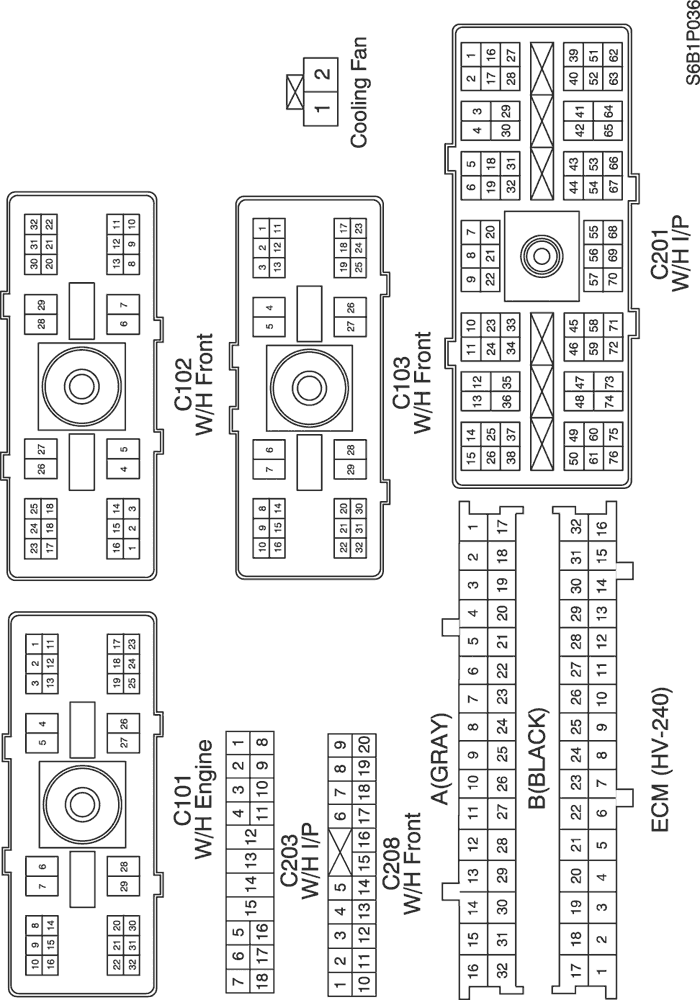 10 9 8 7 6 5 4 3 2 1
16 15 14 13 12 11
22 21 20 19 18 17
32 31 30 29 28 27 26 25 24 23
C101
W/H Engine
23 24 25 26 27 28 29 30 31 32
17 18 18 20 21 22
16 15 14 13 12 11
1 2 3 4 5 6 7 8 9 10
C102
W/H Front
7 6 5 4 3 2 1
18 17 16 15 14 13 12 11 10 9 8
C203
W/H I/P
10 9 8 7 6 5 4 3 2 1
16 15 14 13 12 11
22 21 20 19 18 17
32 31 30 29 28 27 26 25 24 23
C103
W/H Front
1 2
Cooling Fan
1 2 3 4 5 6 7 8 9
10 11 12 13 14 15 16 17 18 19 20
C208
W/H Front
A(GRAY)
16 15 14 13 12 11 10 9 8 7 6 5 4 3 2 1
32 31 30 29 28 27 26 25 24 23 22 21 20 19 18 17
B(BLACK)
17 18 19 20 21 22 23 24 25 26 27 28 29 30 31 32
1 2 3 4 5 6 7 8 9 10 11 12 13 14 15 16
ECM (HV-240)
15 14 13 12 11 10 9 8 7 6 5 4 3 2 1
26 25 24 23 22 21 20 19 18 17 16
38 37 36 35 34 33 32 31 30 29 28 27
50 49 48 47 46 45 44 43 42 41 40 39
61 60 59 58 57 56 55 54 53 52 51
76 75 74 73 72 71 70 69 68 67 66 65 64 63 62
C201
W/H I/P
S6B1P036